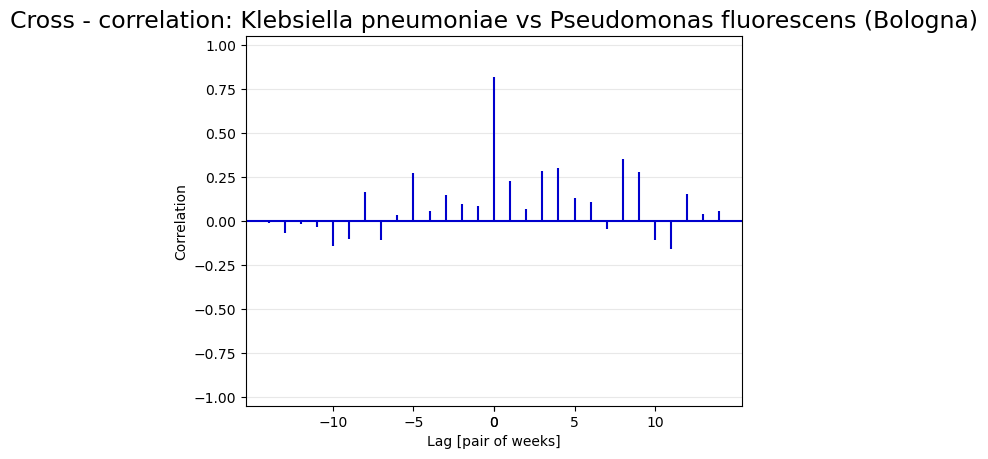 Cross - correlation: Klebsiella pneumoniae vs Pseudomonas fluorescens (Bologna)
1.00
0.75
0.50
0.25
0.00
−0.25
−0.50
−0.75
−1.00
Correlation
−10 −5 0 5 10
Lag [pair of weeks]